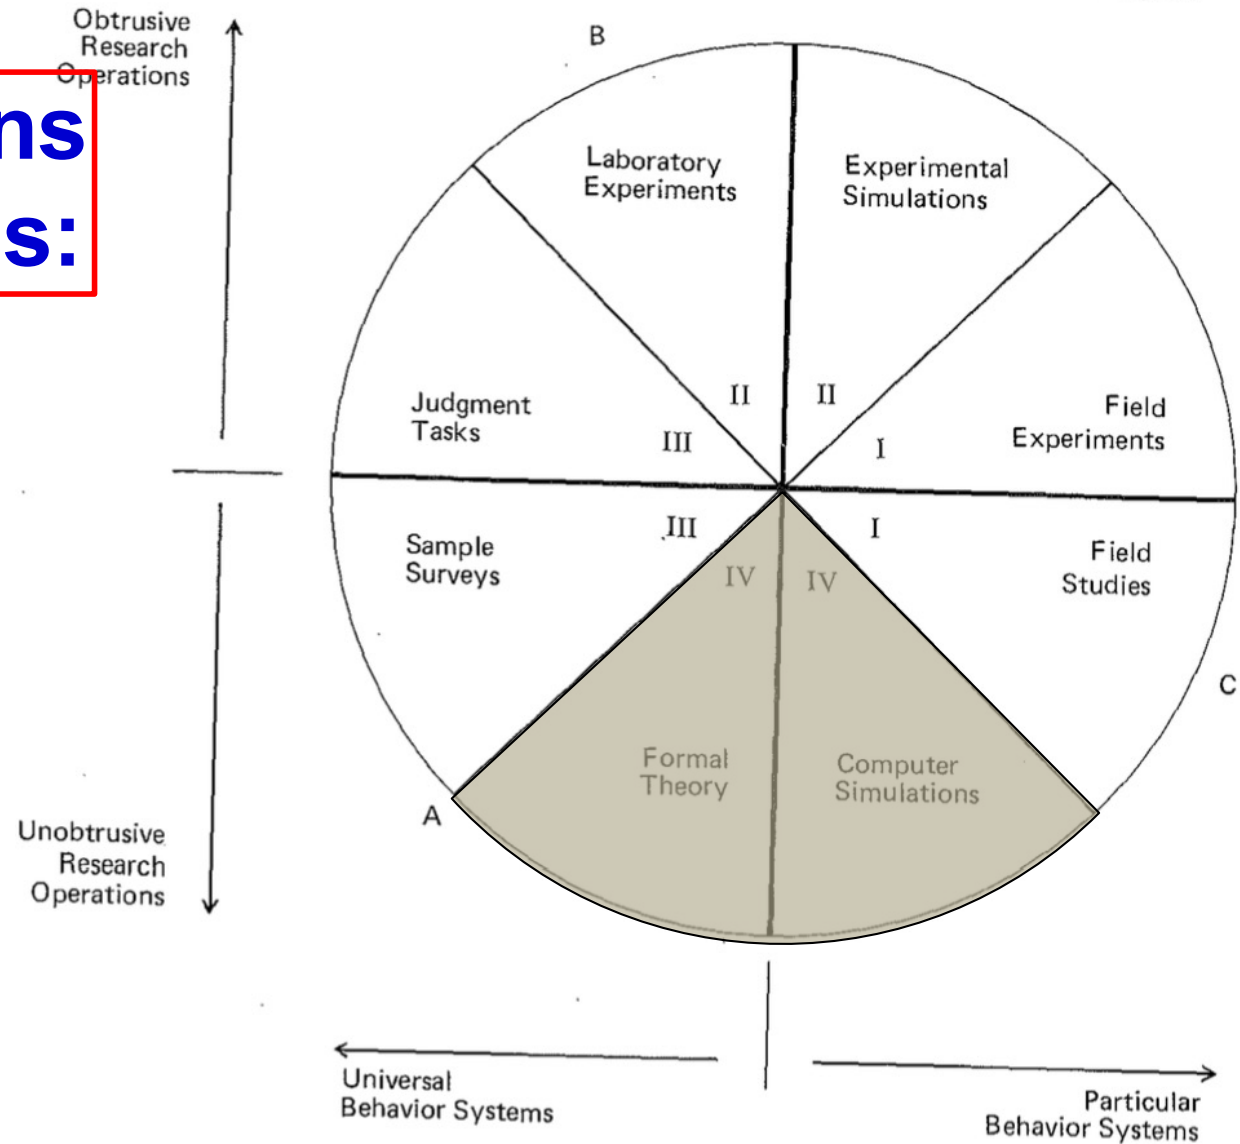 Obtrusive
Research
Operations
ns
s:
B
Laboratory
Experiments
Experimental
Simulations
Judgment
Tasks
II
II
III
I
Field
Experiments
Sample
Surveys
III
I
Field
Studies
IV
IV
C
Formal
Theory
Computer
Simulations
A
Unobtrusive
Research
Operations
Universal
Behavior Systems
Particular
Behavior Systems